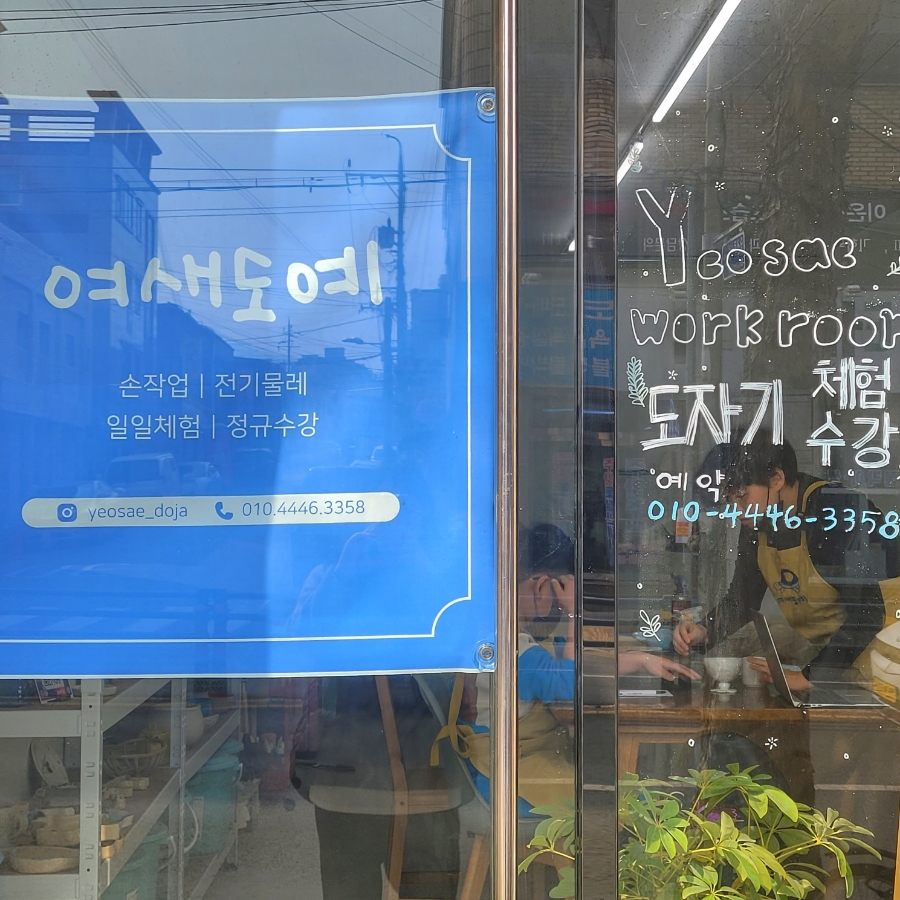 여새도예
손작업 | 전기물레
일일체험 | 정규수강
yeosae_doja 010.4446.3358
Yeosae
work room
도자기 체험 수강
예약
010-4446-3358